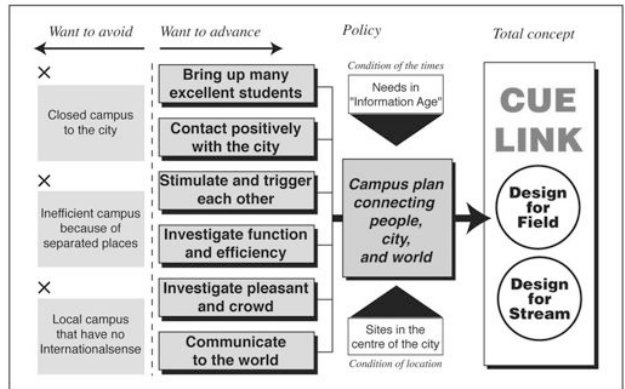 Want to avoid
Want to advance
Policy
Total concept
Closed campus
to the city
Inefficient campus
because of
separated places
Local campus
that have no
Internationalsense
Bring up many
excellent students
Contact positively
with the city
Stimulate and trigger
each other
Investigate function
and efficiency
Investigate pleasant
and crowd
Communicate
to the world
Condition of the times
Needs in
"Information Age"
Campus plan
connecting
people,
city,
and world
Sites in the
centre of the city
Condition of location
CUE
LINK
Design
for
Field
Design
for
Stream